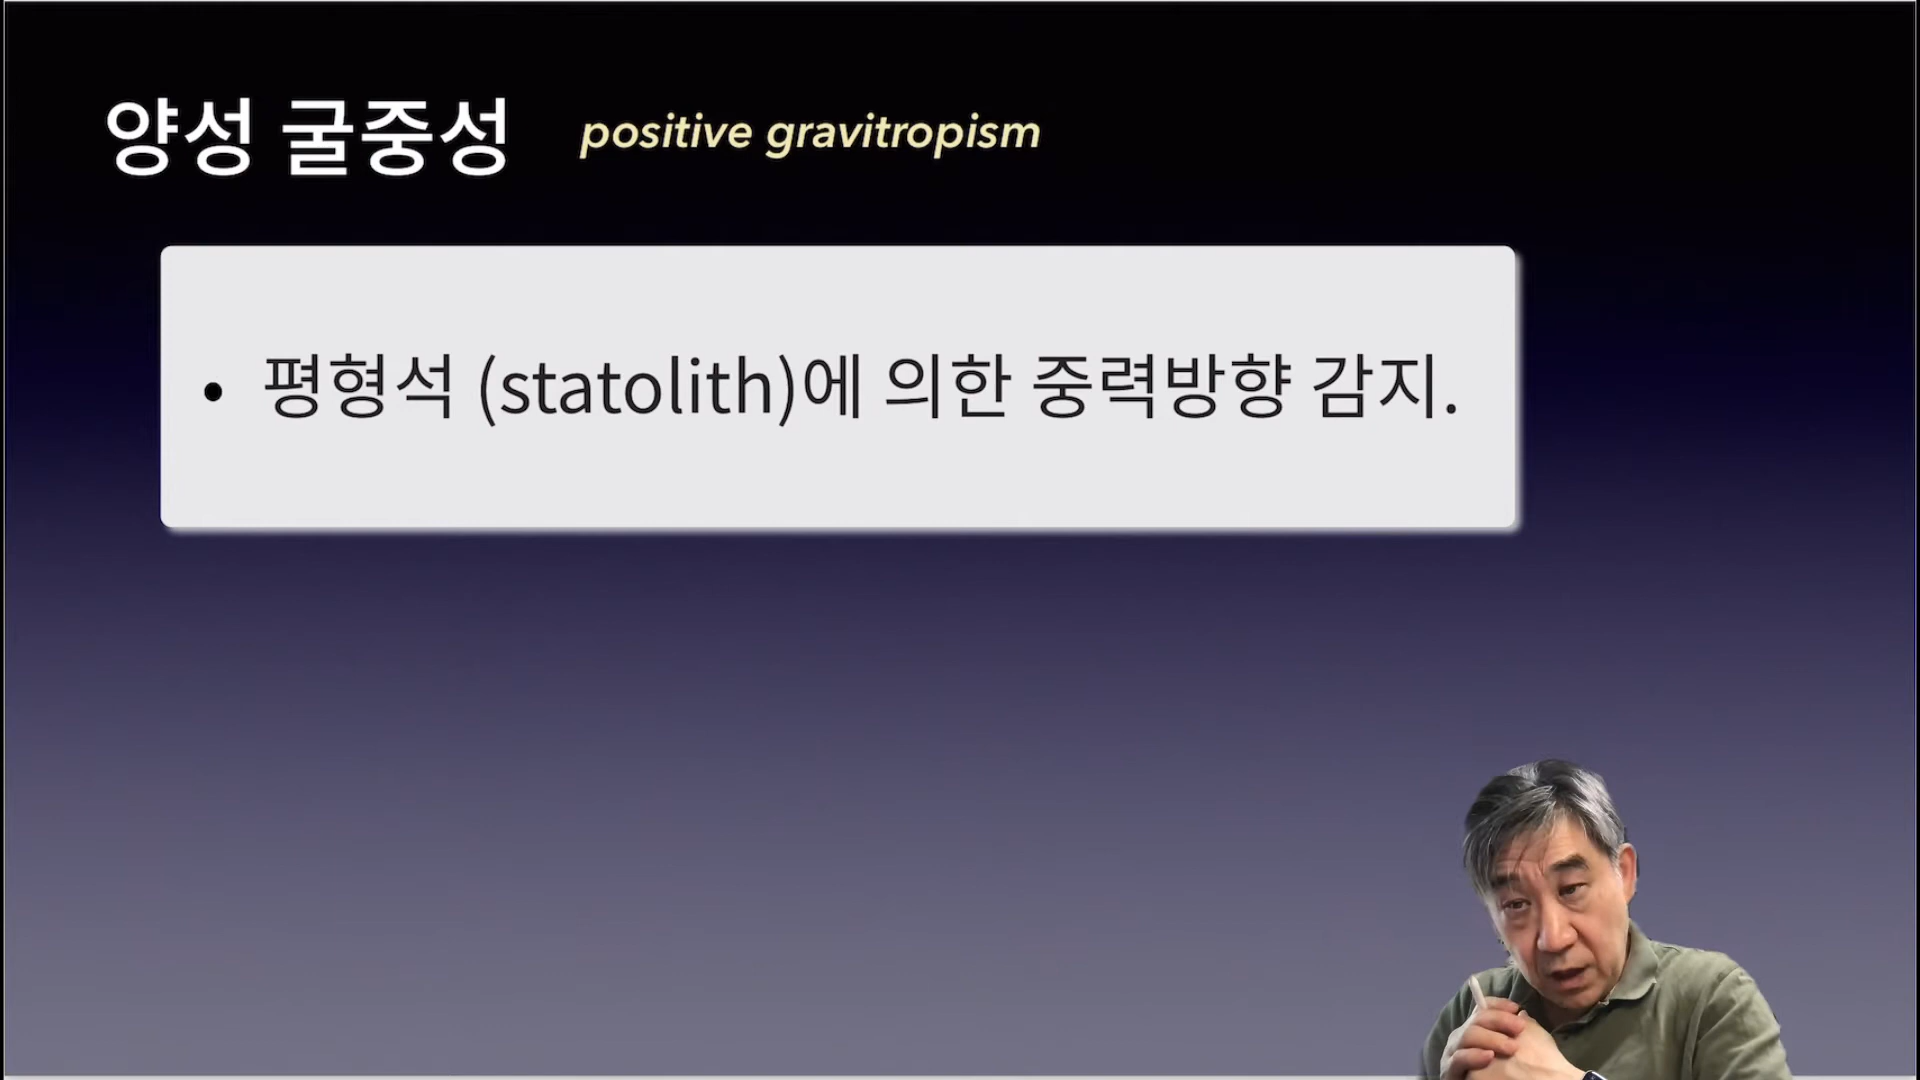 양성 굴중성 positive gravitropism
• 평형석 (statolith)에 의한 중력방향 감지.